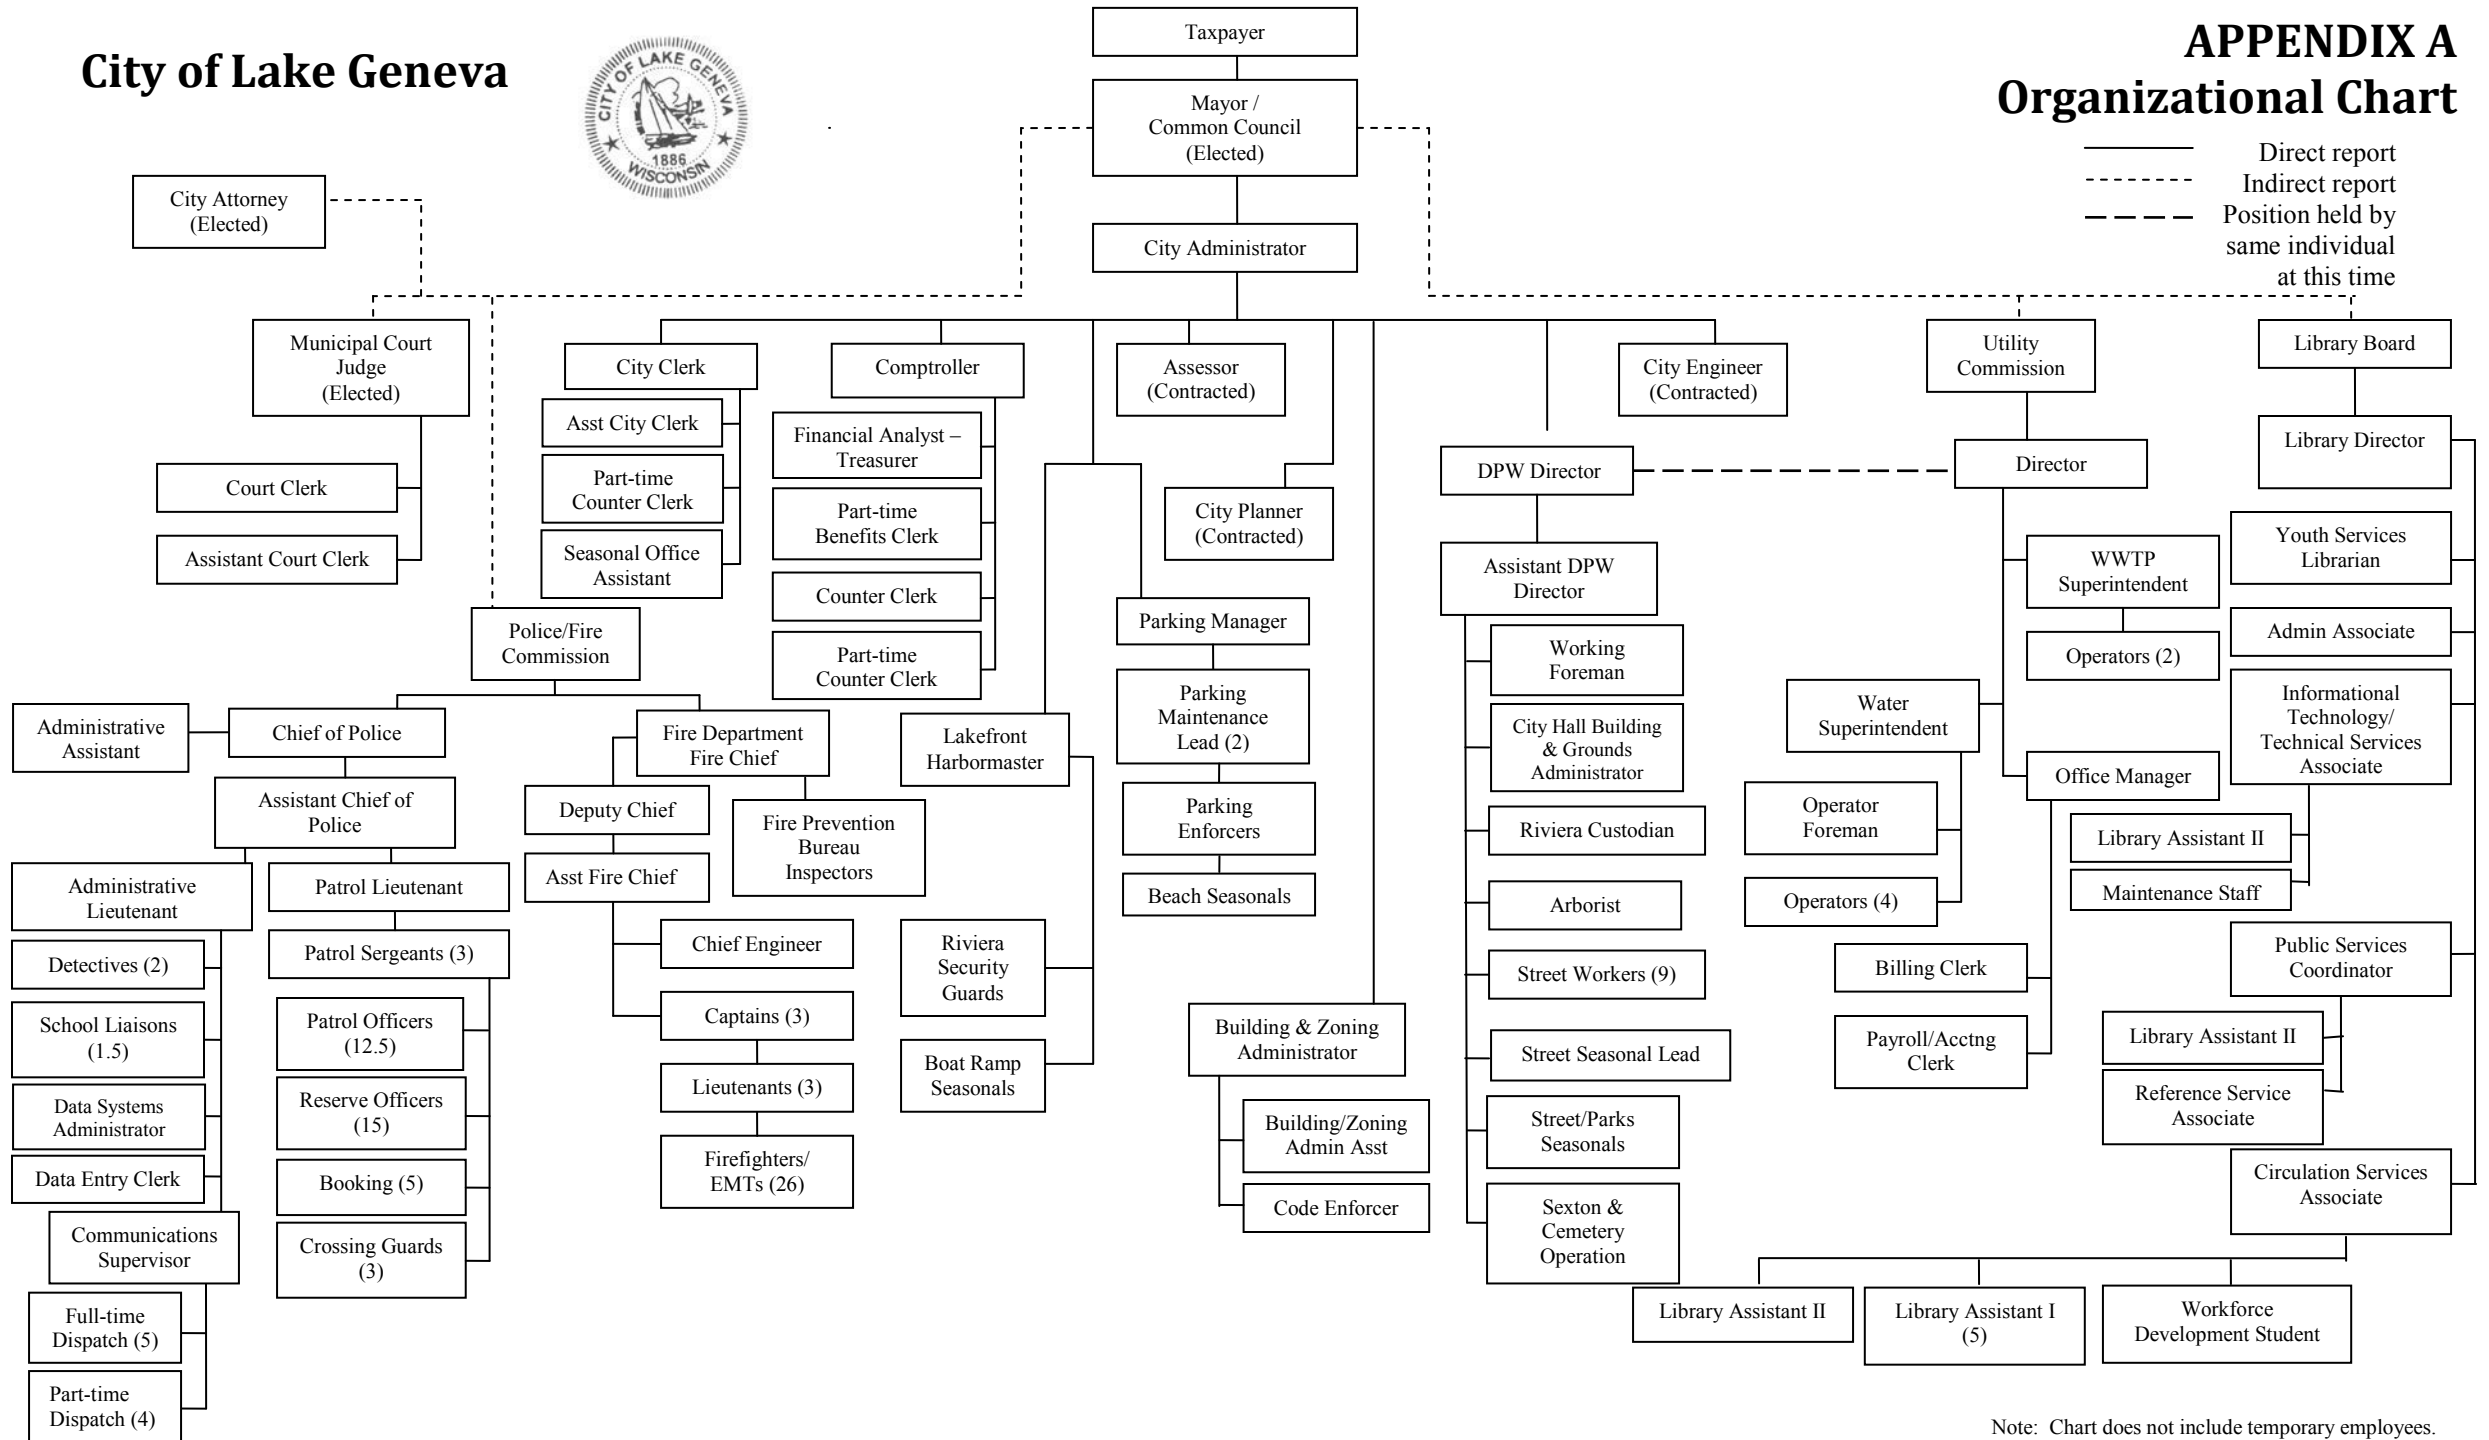 City of Lake Geneva
CITY OF LAKE GENEVA
1886
WISCONSIN
APPENDIX A
Organizational Chart
Direct report
Indirect report
Position held by
same individual
at this time
Taxpayer
Mayor /
Common Council
(Elected)
City Administrator
City Attorney
(Elected)
Municipal Court
Judge
(Elected)
Court Clerk
Assistant Court Clerk
City Clerk
Asst City Clerk
Part-time
Counter Clerk
Seasonal Office
Assistant
Comptroller
Financial Analyst –
Treasurer
Part-time
Benefits Clerk
Counter Clerk
Part-time
Counter Clerk
Assessor
(Contracted)
City Planner
(Contracted)
City Engineer
(Contracted)
Utility
Commission
Library Board
Library Director
DPW Director
Director
Assistant DPW
Director
Working
Foreman
City Hall Building
& Grounds
Administrator
Riviera Custodian
Arborist
Street Workers (9)
Street Seasonal Lead
Street/Parks
Seasonals
Sexton &
Cemetery
Operation
WWTP
Superintendent
Operators (2)
Water
Superintendent
Operator
Foreman
Operators (4)
Office Manager
Billing Clerk
Payroll/Acctng
Clerk
Youth Services
Librarian
Admin Associate
Informational
Technology/
Technical Services
Associate
Library Assistant II
Maintenance Staff
Public Services
Coordinator
Library Assistant II
Reference Service
Associate
Circulation Services
Associate
Library Assistant II
Library Assistant I
(5)
Workforce
Development Student
Parking Manager
Parking
Maintenance
Lead (2)
Parking
Enforcers
Beach Seasonals
Lakefront
Harbormaster
Riviera
Security
Guards
Boat Ramp
Seasonals
Building & Zoning
Administrator
Building/Zoning
Admin Asst
Code Enforcer
Police/Fire
Commission
Administrative
Assistant
Chief of Police
Assistant Chief of
Police
Administrative
Lieutenant
Detectives (2)
School Liaisons
(1.5)
Data Systems
Administrator
Data Entry Clerk
Communications
Supervisor
Full-time
Dispatch (5)
Part-time
Dispatch (4)
Patrol Lieutenant
Patrol Sergeants (3)
Patrol Officers
(12.5)
Reserve Officers
(15)
Booking (5)
Crossing Guards
(3)
Fire Department
Fire Chief
Deputy Chief
Asst Fire Chief
Fire Prevention
Bureau
Inspectors
Chief Engineer
Captains (3)
Lieutenants (3)
Firefighters/
EMTs (26)
Note: Chart does not include temporary employees.